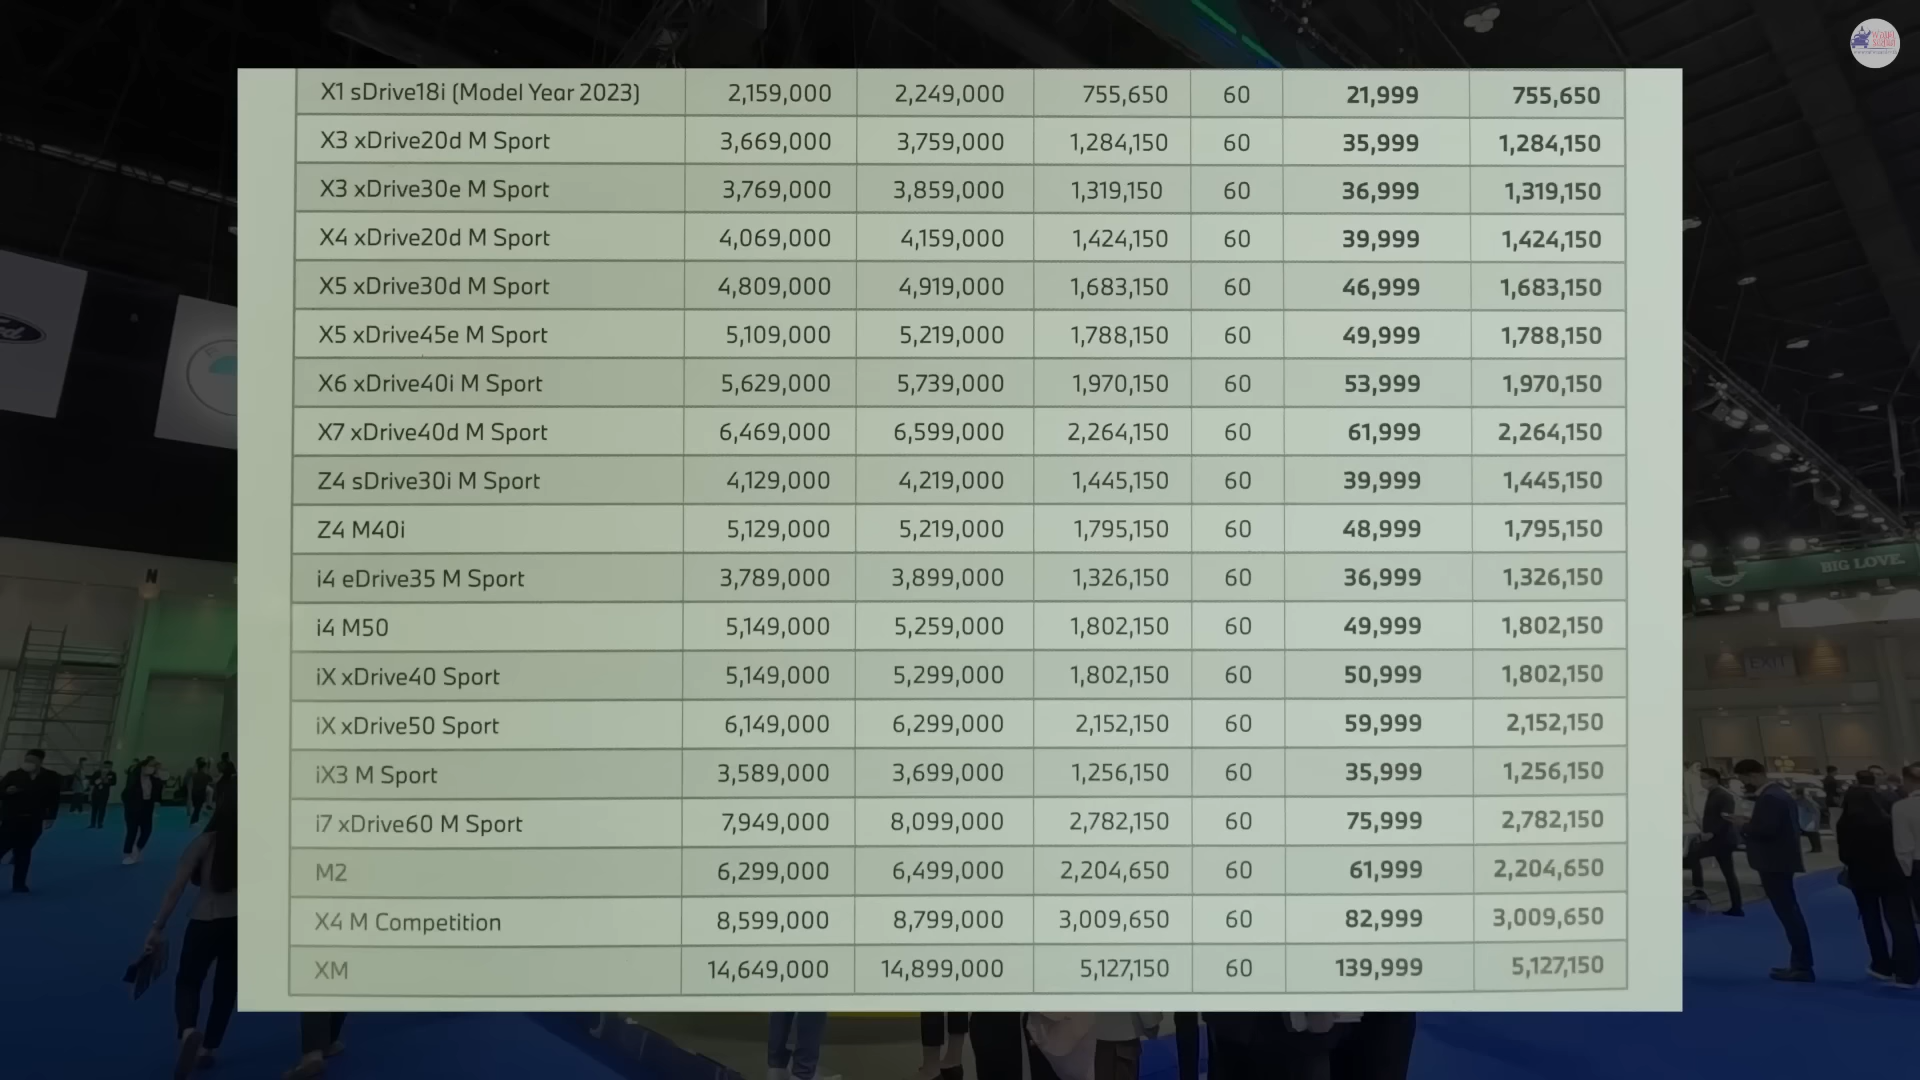 X1 sDrive18i (Model Year 2023) 2,159,000 2,249,000 755,650 60 21,999 755,650
X3 xDrive20d M Sport 3,669,000 3,759,000 1,284,150 60 35,999 1,284,150
X3 xDrive30e M Sport 3,769,000 3,859,000 1,319,150 60 36,999 1,319,150
X4 xDrive20d M Sport 4,069,000 4,159,000 1,424,150 60 39,999 1,424,150
X5 xDrive30d M Sport 4,809,000 4,919,000 1,683,150 60 46,999 1,683,150
X5 xDrive45e M Sport 5,109,000 5,219,000 1,788,150 60 49,999 1,788,150
X6 xDrive40i M Sport 5,629,000 5,739,000 1,970,150 60 53,999 1,970,150
X7 xDrive40d M Sport 6,469,000 6,599,000 2,264,150 60 61,999 2,264,150
Z4 sDrive30i M Sport 4,129,000 4,219,000 1,445,150 60 39,999 1,445,150
Z4 M40i 5,129,000 5,219,000 1,795,150 60 48,999 1,795,150
i4 eDrive35 M Sport 3,789,000 3,899,000 1,326,150 60 36,999 1,326,150
i4 M50 5,149,000 5,259,000 1,802,150 60 49,999 1,802,150
iX xDrive40 Sport 5,149,000 5,299,000 1,802,150 60 50,999 1,802,150
iX xDrive50 Sport 6,149,000 6,299,000 2,152,150 60 59,999 2,152,150
iX3 M Sport 3,589,000 3,699,000 1,256,150 60 35,999 1,256,150
i7 xDrive60 M Sport 7,949,000 8,099,000 2,782,150 60 75,999 2,782,150
M2 6,299,000 6,499,000 2,204,650 60 61,999 2,204,650
X4 M Competition 8,599,000 8,799,000 3,009,650 60 82,999 3,009,650
XM 14,649,000 14,899,000 5,127,150 60 139,999 5,127,150
N
BIG LOVE
EXIT